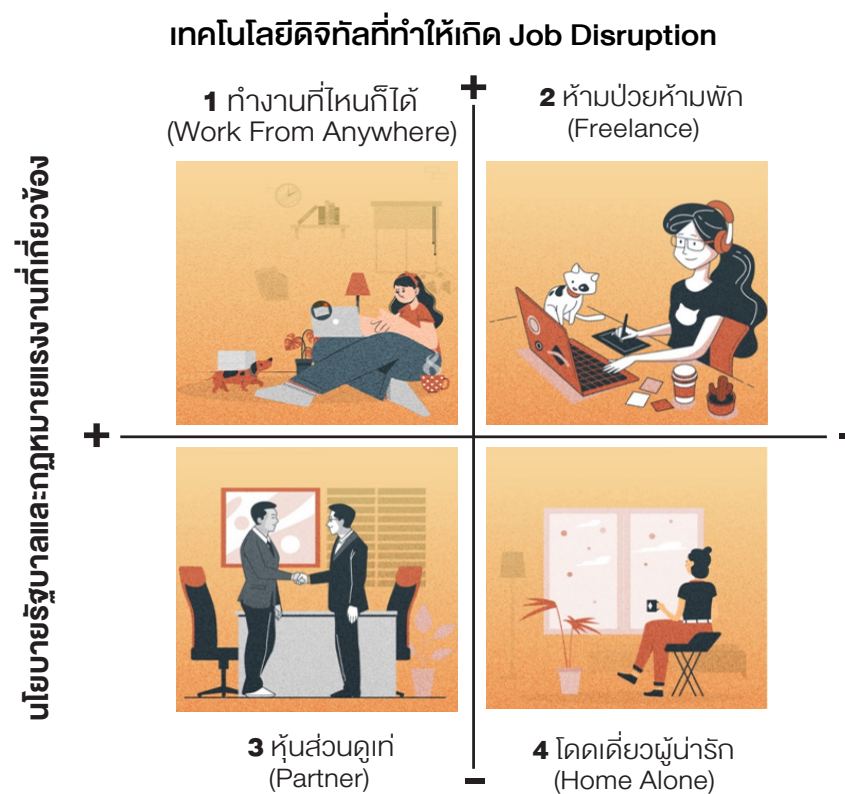 เทคโนโลยีดิจิทัลที่ทำให้เกิด Job Disruption
+
1 ทำงานที่ไหนก็ได้
(Work From Anywhere)
2 ห้ามป่วยห้ามพัก
(Freelance)
นโยบายรัฐบาลและกฎหมายแรงงานที่เกี่ยวข้อง
+
-
3 หุ้นส่วนดูเท่
(Partner)
4 โดดเดี่ยวผู้น่ารัก
(Home Alone)
-